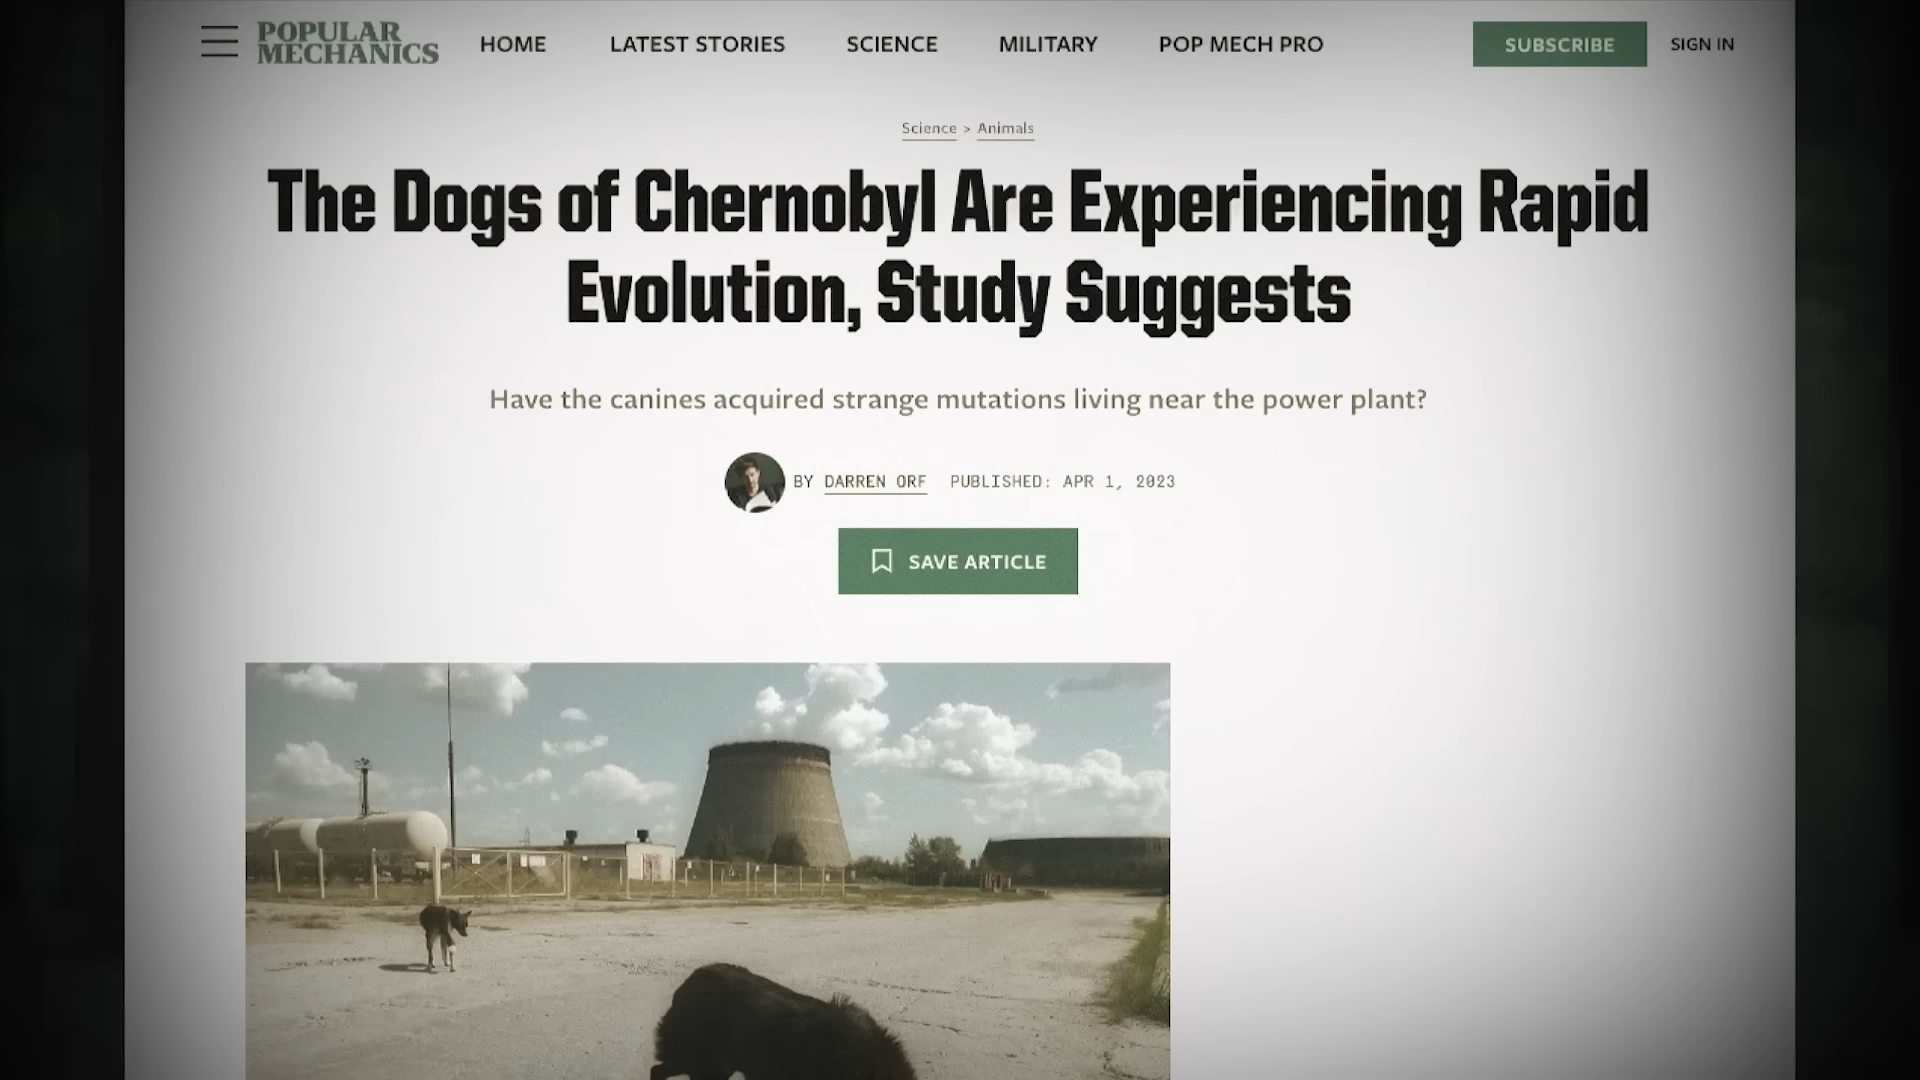 POPULAR
MECHANICS
HOME
LATEST STORIES
SCIENCE
MILITARY
POP MECH PRO
SUBSCRIBE
SIGN IN
Science > Animals
The Dogs of Chernobyl Are Experiencing Rapid
Evolution, Study Suggests
Have the canines acquired strange mutations living near the power plant?
BY DARREN ORF PUBLISHED: APR 1, 2023
SAVE ARTICLE